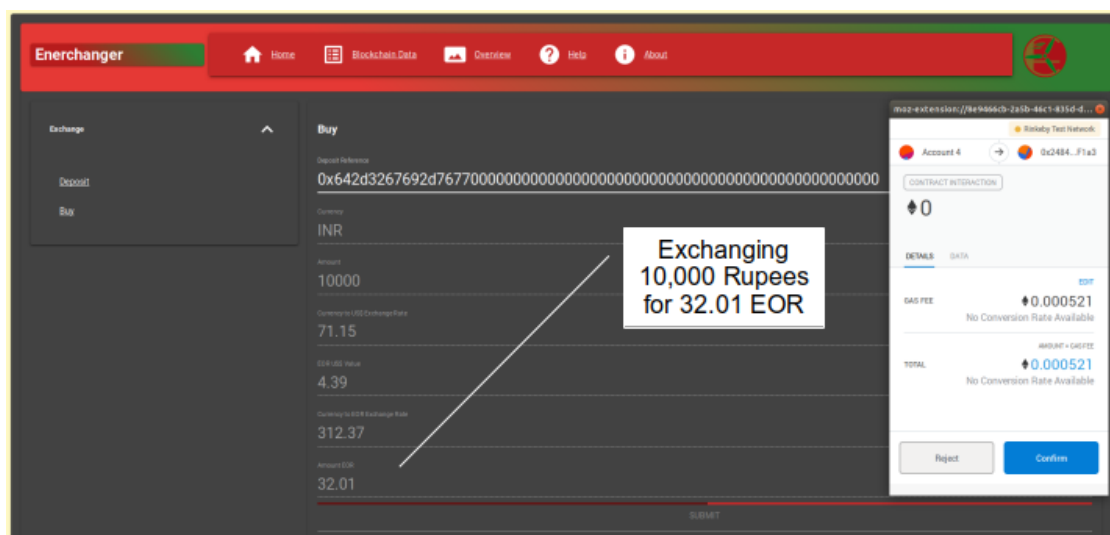 Enerchanger
Home
Blockchain Data
Overview
Help
About
Exchange
Deposit
Buy
Buy
Deposit Reference
Currency
INR
Amount
10000
Currency to USD Exchange Rate
71.15
EOR USD Value
4.39
Currency to EOR Exchange Rate
312.37
Amount EOR
32.01
SUBMIT
Exchanging
10,000 Rupees
for 32.01 EOR
Rinkeby Test Network
Account 4
0x2484...F1a3
CONTRACT INTERACTION
0
DETAILS
DATA
EDIT
GAS FEE
0.000521
No Conversion Rate Available
AMOUNT + GAS FEE
TOTAL
0.000521
No Conversion Rate Available
Reject
Confirm